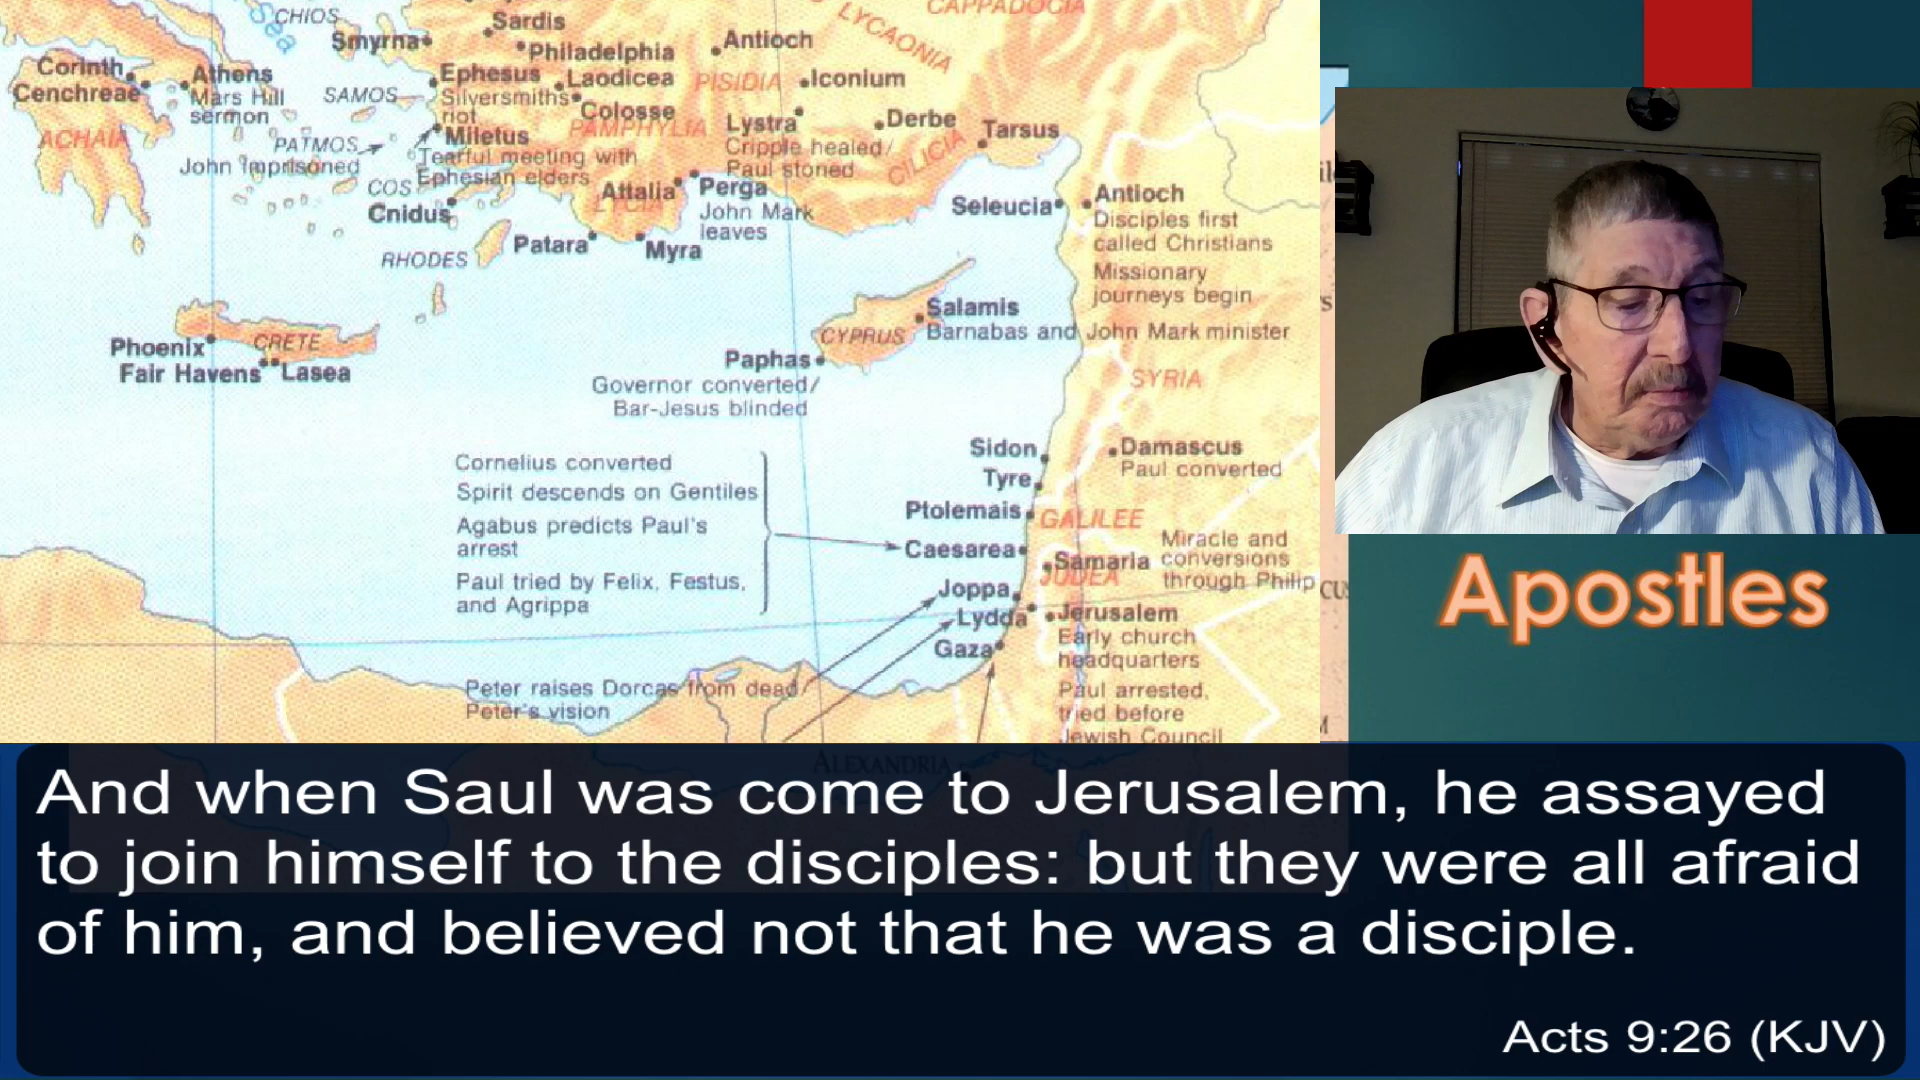 CHIOS
Sea
Sardis
Smyrna
Philadelphia
Antioch
LYCAONIA
CAPPADOCIA
Corinth
Cenchreae
Athens
Mars Hill
sermon
SAMOS
Ephesus
Silversmiths
riot
Laodicea
Colosse
PISIDIA
Iconium
ACHAIA
PATMOS
John imprisoned
Miletus
Tearful meeting with
Ephesian elders
PAMPHYLIA
Lystra
Cripple healed/
Paul stoned
Derbe
CILICIA
Tarsus
COS
Cnidus
Attalia
LYCIA
Perga
John Mark
leaves
Seleucia
Antioch
Disciples first
called Christians
Missionary
journeys begin
RHODES
Patara
Myra
Salamis
Barnabas and John Mark minister
CYPRUS
Phoenix
CRETE
Fair Havens
Lasea
Paphas
Governor converted/
Bar-Jesus blinded
SYRIA
Sidon
Damascus
Paul converted
Tyre
Cornelius converted
Spirit descends on Gentiles
Agabus predicts Paul's
arrest
Paul tried by Felix, Festus,
and Agrippa
Ptolemais
GALILEE
Caesarea
Samaria
Miracle and
conversions
through Philip
JUDEA
Joppa
Lydda
Jerusalem
Early church
headquarters
Paul arrested,
tried before
Jewish Council
Gaza
Peter raises Dorcas from dead/
Peter's vision
Apostles
ALEXANDRIA
And when Saul was come to Jerusalem, he assayed
to join himself to the disciples: but they were all afraid
of him, and believed not that he was a disciple.
Acts 9:26 (KJV)